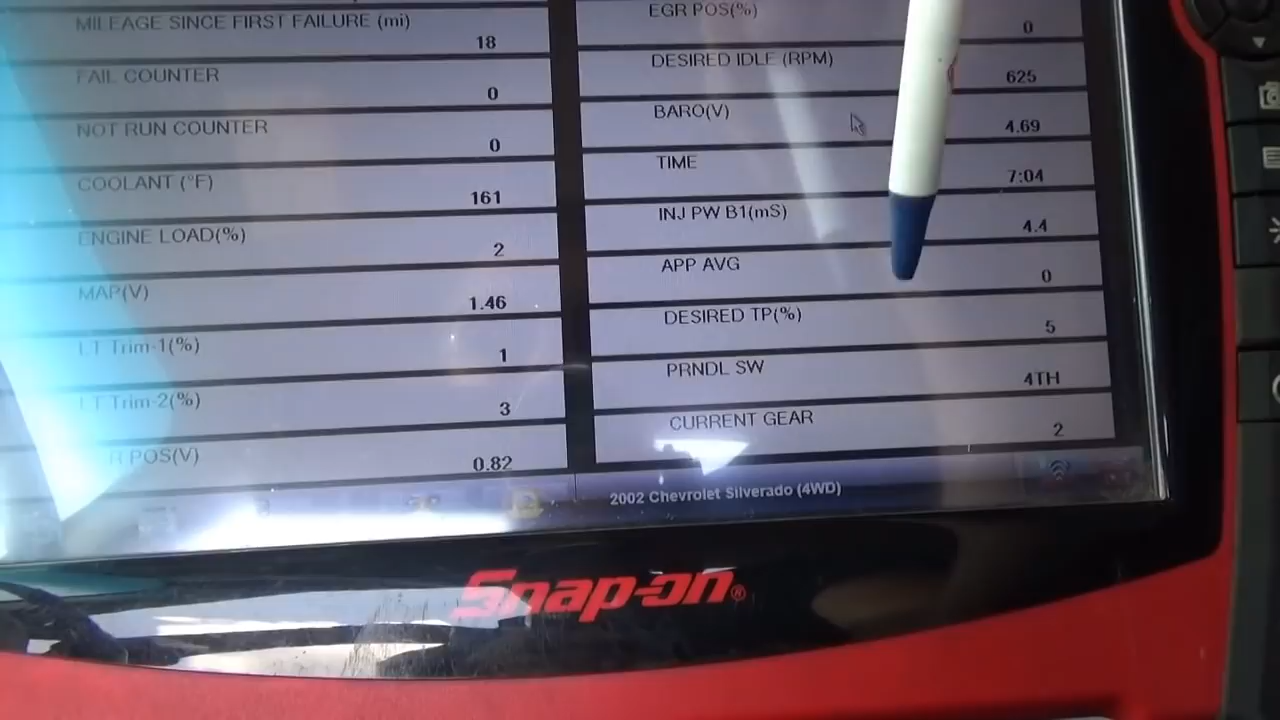 MILEAGE SINCE FIRST FAILURE (mi) 18
FAIL COUNTER 0
NOT RUN COUNTER 0
COOLANT (°F) 161
ENGINE LOAD(%) 2
MAP(V) 1.46
LT Trim-1(%) 1
LT Trim-2(%) 3
R POS(V) 0.82
EGR POS(%) 0
DESIRED IDLE (RPM) 625
BARO(V) 4.69
TIME 7:04
INJ PW B1(mS) 4.4
APP AVG 0
DESIRED TP(%) 5
PRNDL SW 4TH
CURRENT GEAR 2
2002 Chevrolet Silverado (4WD)
Snap-on®